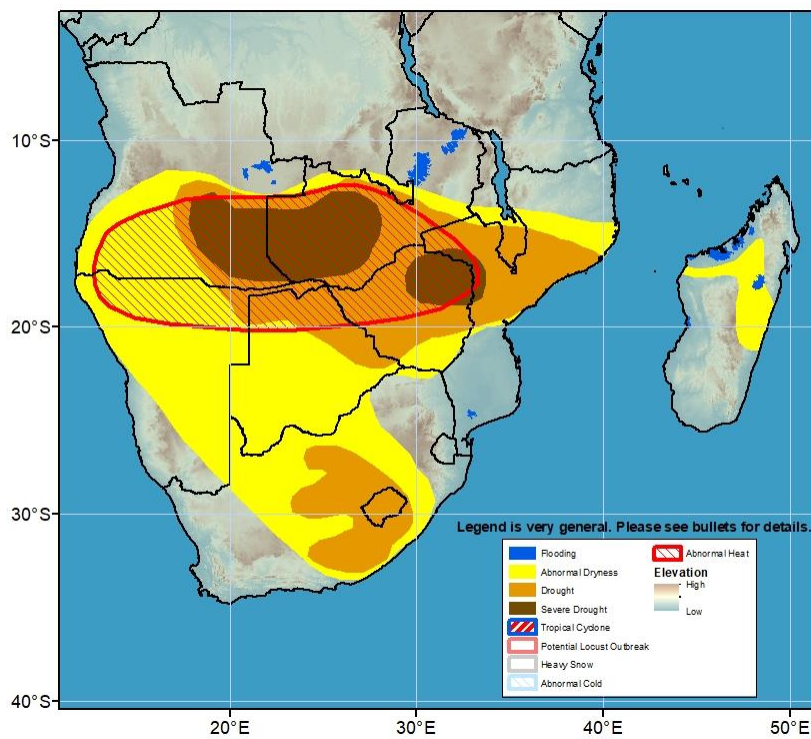 10°S
20°S
30°S
40°S
20°E
30°E
40°E
50°E
Legend is very general. Please see bullets for details.
Flooding
Abnormal Dryness
Drought
Severe Drought
Tropical Cyclone
Potential Locust Outbreak
Heavy Snow
Abnormal Cold
Abnormal Heat
Elevation
High
Low